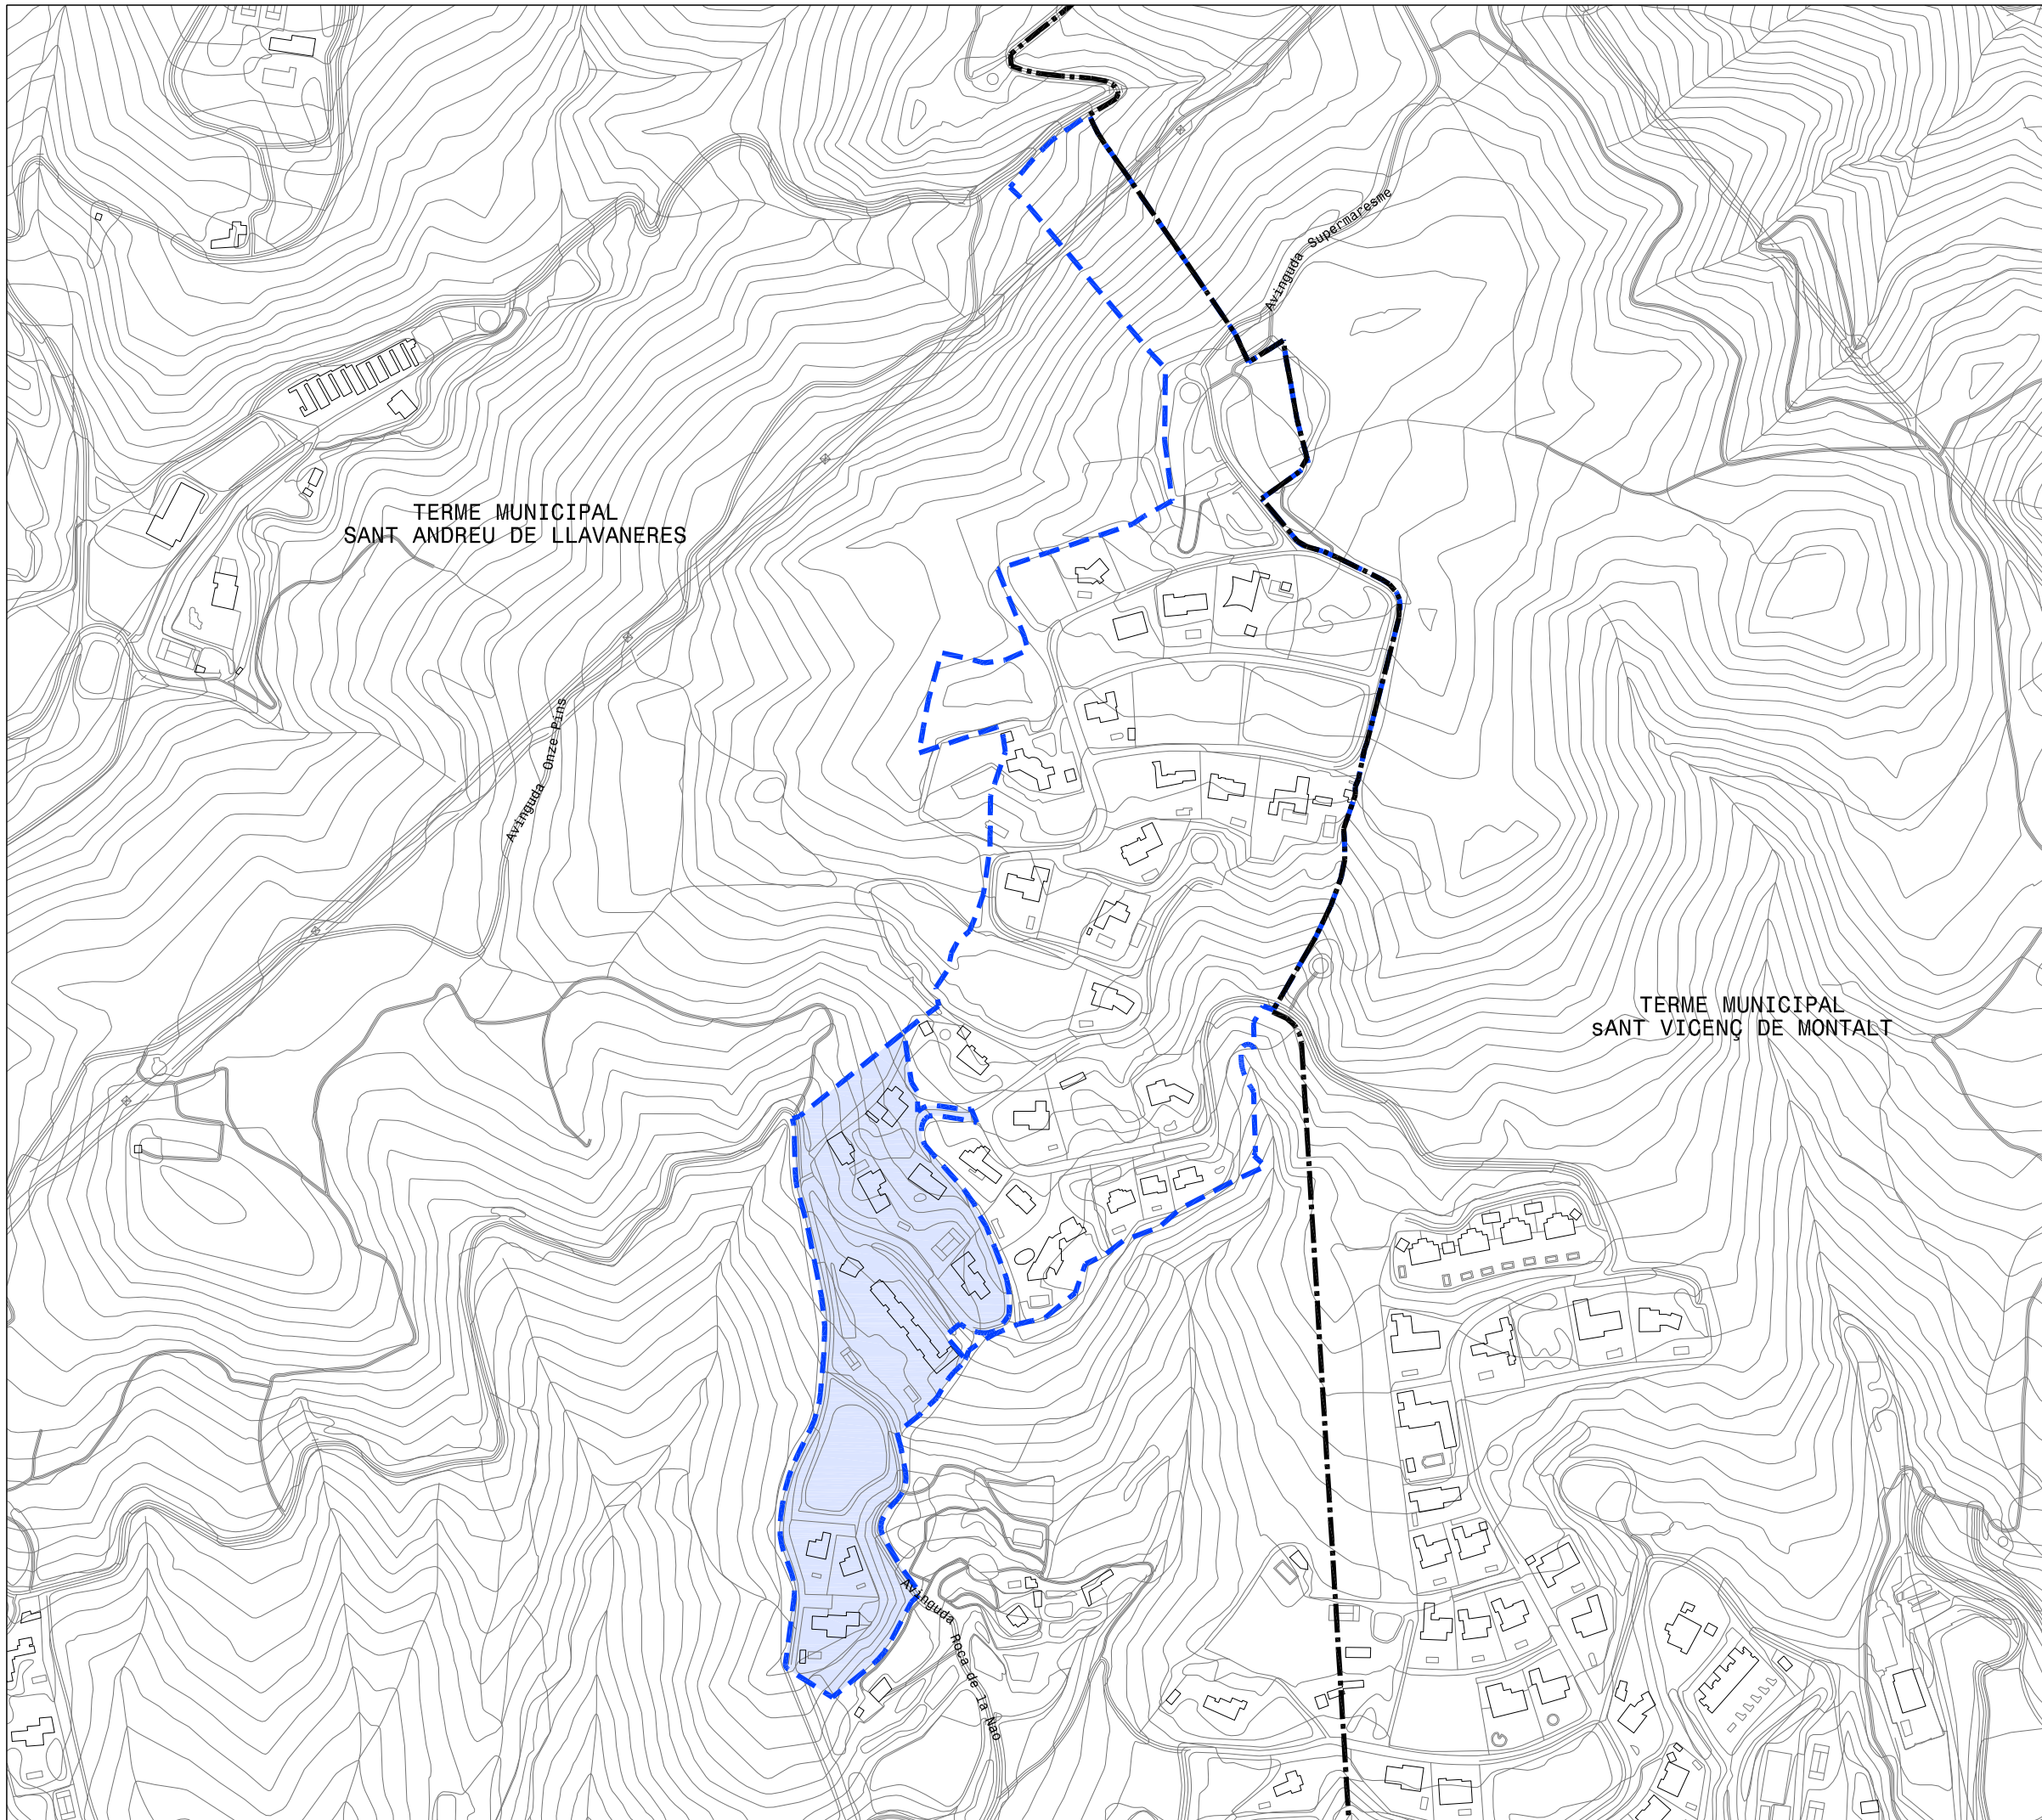 Avinguda Supermaresme
TERME MUNICIPAL
SANT ANDREU DE LLAVANERES
Avinguda Onze Pins
TERME MUNICIPAL
sANT VICENÇ DE MONTALT
Avinguda Roca de la Nao